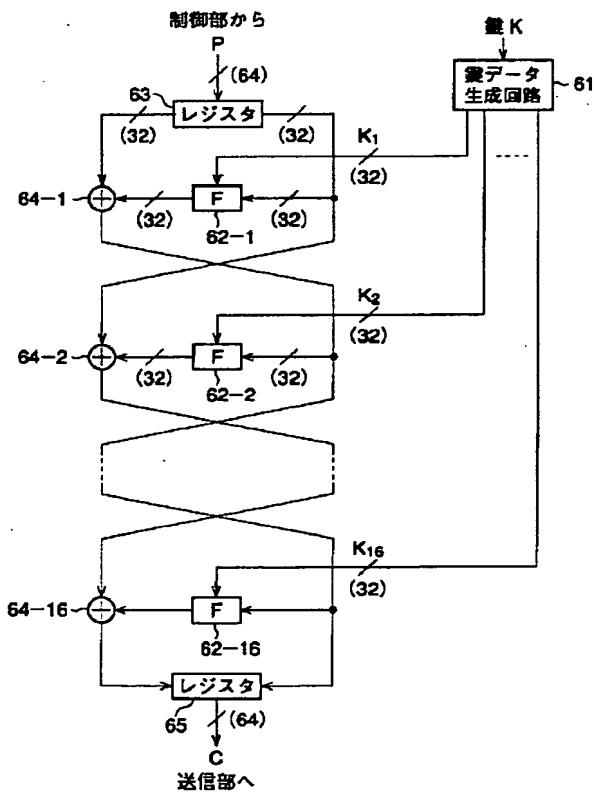 制御部から
P
(64)
鍵K
鍵データ
生成回路
61
63
レジスタ
(32)
(32)
K₁
(32)
64-1
F
(32)
(32)
62-1
-----
K₂
(32)
64-2
F
(32)
(32)
62-2
K₁₆
(32)
64-16
F
62-16
レジスタ
65
(64)
C
送信部へ